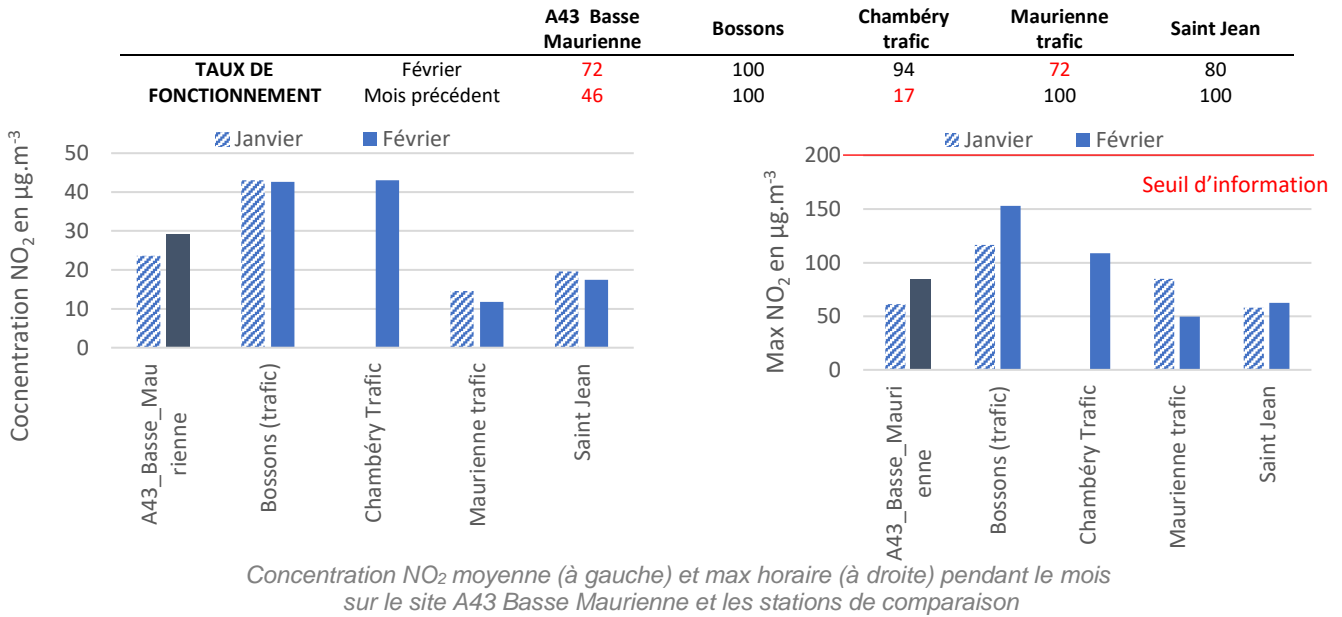 A43 Basse Maurienne Bossons Chambéry trafic Maurienne trafic Saint Jean
TAUX DE FONCTIONNEMENT
Février 72 100 94 72 80
Mois précédent 46 100 17 100 100
Janvier Février
Cocnentration NO₂ en µg.m⁻³
50
40
30
20
10
0
A43_Basse_Mau
rienne
Bossons (trafic)
Chambéry Trafic
Maurienne trafic
Saint Jean
Janvier Février
Seuil d'information
Max NO₂ en µg.m⁻³
200
150
100
50
0
A43_Basse_Mauri
enne
Bossons (trafic)
Chambéry Trafic
Maurienne trafic
Saint Jean
Concentration NO₂ moyenne (à gauche) et max horaire (à droite) pendant le mois
sur le site A43 Basse Maurienne et les stations de comparaison